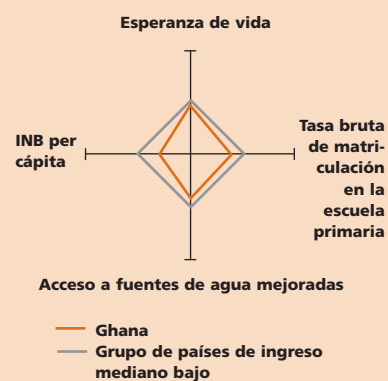 Esperanza de vida
INB per
cápita
Tasa bruta
de matri-
culación
en la
escuela
primaria
Acceso a fuentes de agua mejoradas
Ghana
Grupo de países de ingreso
mediano bajo